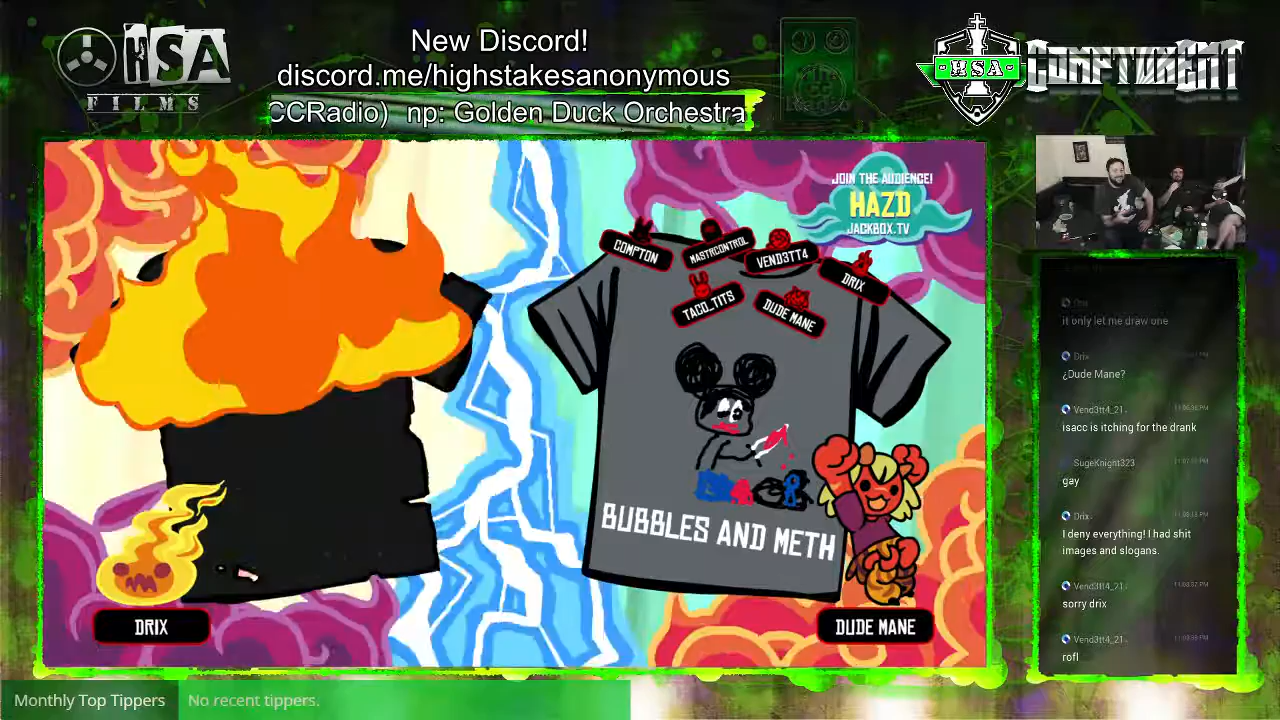 HSA
FILMS
New Discord!
discord.me/highstakesanonymous
CCRadio) np: Golden Duck Orchestra
CC
Radio
HSA
COMPTONENT
JOIN THE AUDIENCE!
HAZD
JACKBOX.TV
COMPTON
MASTRCONTROL
VEND3TT4
DRIX
TACO_TITS
DUDE MANE
BUBBLES AND METH
DRIX
DUDE MANE
it only let me draw one
Drix
¿Dude Mane?
Vend3tt4_21
isacc is itching for the drank
SugeKnight323
gay
Drix
I deny everything! I had shit
images and slogans.
Vend3tt4_21
sorry drix
Vend3tt4_21
rofl
Monthly Top Tippers
No recent tippers.